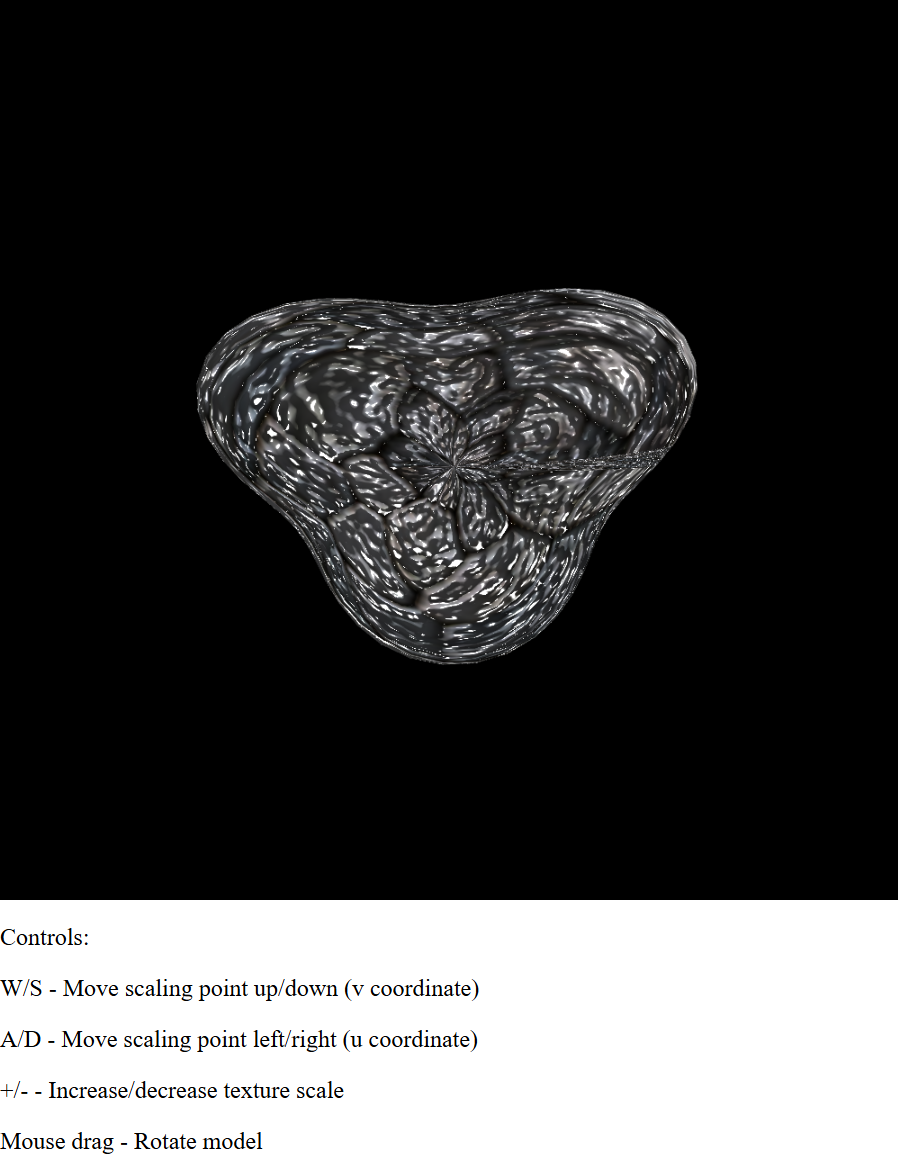 Controls:
W/S - Move scaling point up/down (v coordinate)
A/D - Move scaling point left/right (u coordinate)
+/- - Increase/decrease texture scale
Mouse drag - Rotate model